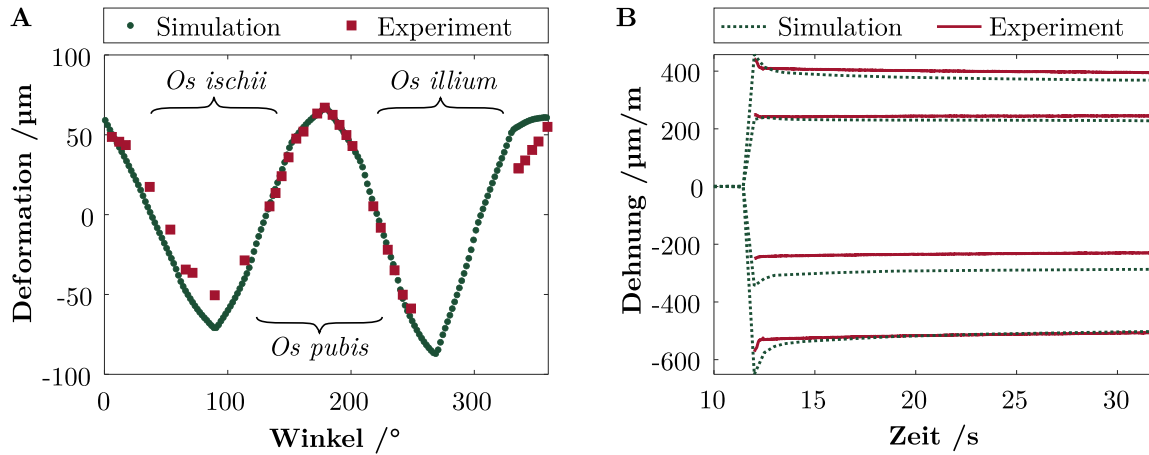 A
Simulation
Experiment
100
50
0
-50
-100
Deformation /µm
Os ischii
Os illium
Os pubis
0
100
200
300
Winkel /°
B
Simulation
Experiment
400
200
0
-200
-400
-600
Dehnung /µm/m
10
15
20
25
30
Zeit /s